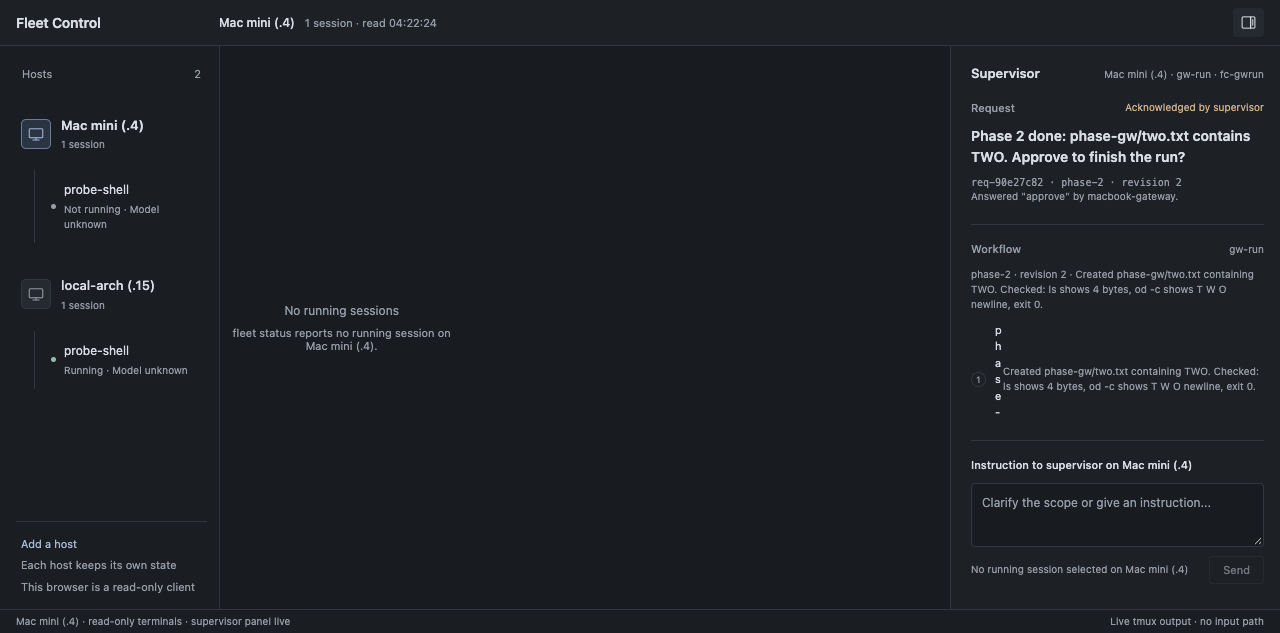 Fleet Control
Mac mini (.4) 1 session · read 04:22:24
Hosts 2
Mac mini (.4)
1 session
probe-shell
Not running · Model
unknown
local-arch (.15)
1 session
probe-shell
Running · Model unknown
Add a host
Each host keeps its own state
This browser is a read-only client
No running sessions
fleet status reports no running session on
Mac mini (.4).
Supervisor Mac mini (.4) · gw-run · fc-gwrun
Request Acknowledged by supervisor
Phase 2 done: phase-gw/two.txt contains
TWO. Approve to finish the run?
req-90e27c82 · phase-2 · revision 2
Answered "approve" by macbook-gateway.
Workflow gw-run
phase-2 · revision 2 · Created phase-gw/two.txt containing
TWO. Checked: ls shows 4 bytes, od -c shows T W O
newline, exit 0.
1
p
h
a
s
e
-
Created phase-gw/two.txt containing TWO. Checked:
ls shows 4 bytes, od -c shows T W O newline, exit 0.
Instruction to supervisor on Mac mini (.4)
Clarify the scope or give an instruction...
No running session selected on Mac mini (.4) Send
Mac mini (.4) · read-only terminals · supervisor panel live
Live tmux output · no input path